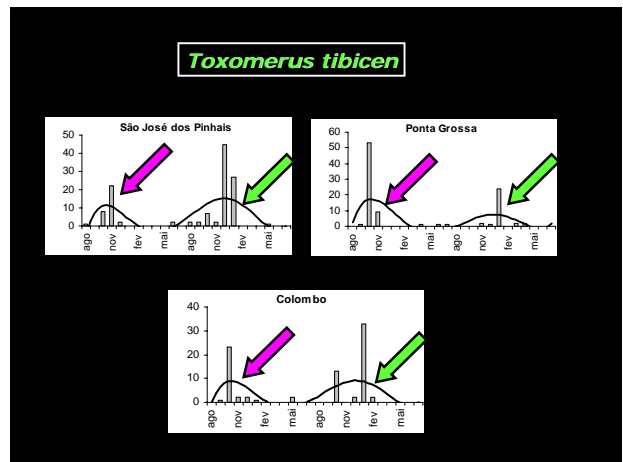 Toxomerus tibicen
São José dos Pinhais
50
40
30
20
10
0
ago
nov
fev
mai
ago
nov
fev
mai
Ponta Grossa
60
50
40
30
20
10
0
ago
nov
fev
mai
ago
nov
fev
mai
Colombo
40
30
20
10
0
ago
nov
fev
mai
ago
nov
fev
mai